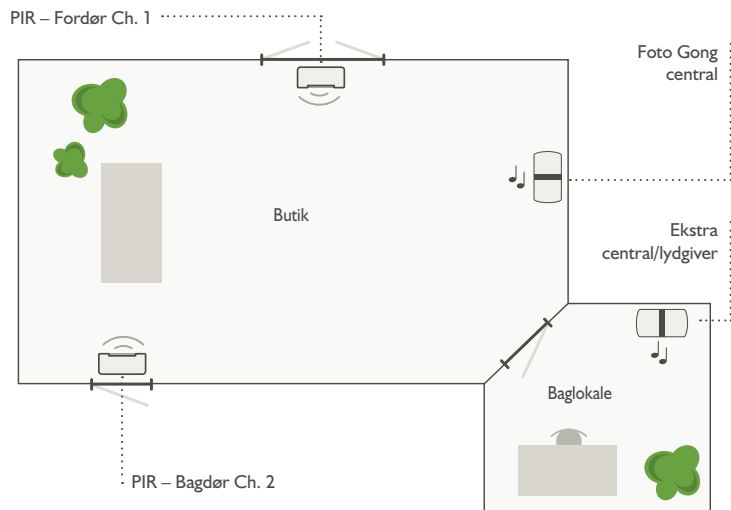 PIR – Fordør Ch. 1
Foto Gong
central
Butik
Ekstra
central/lydgiver
Baglokale
PIR – Bagdør Ch. 2